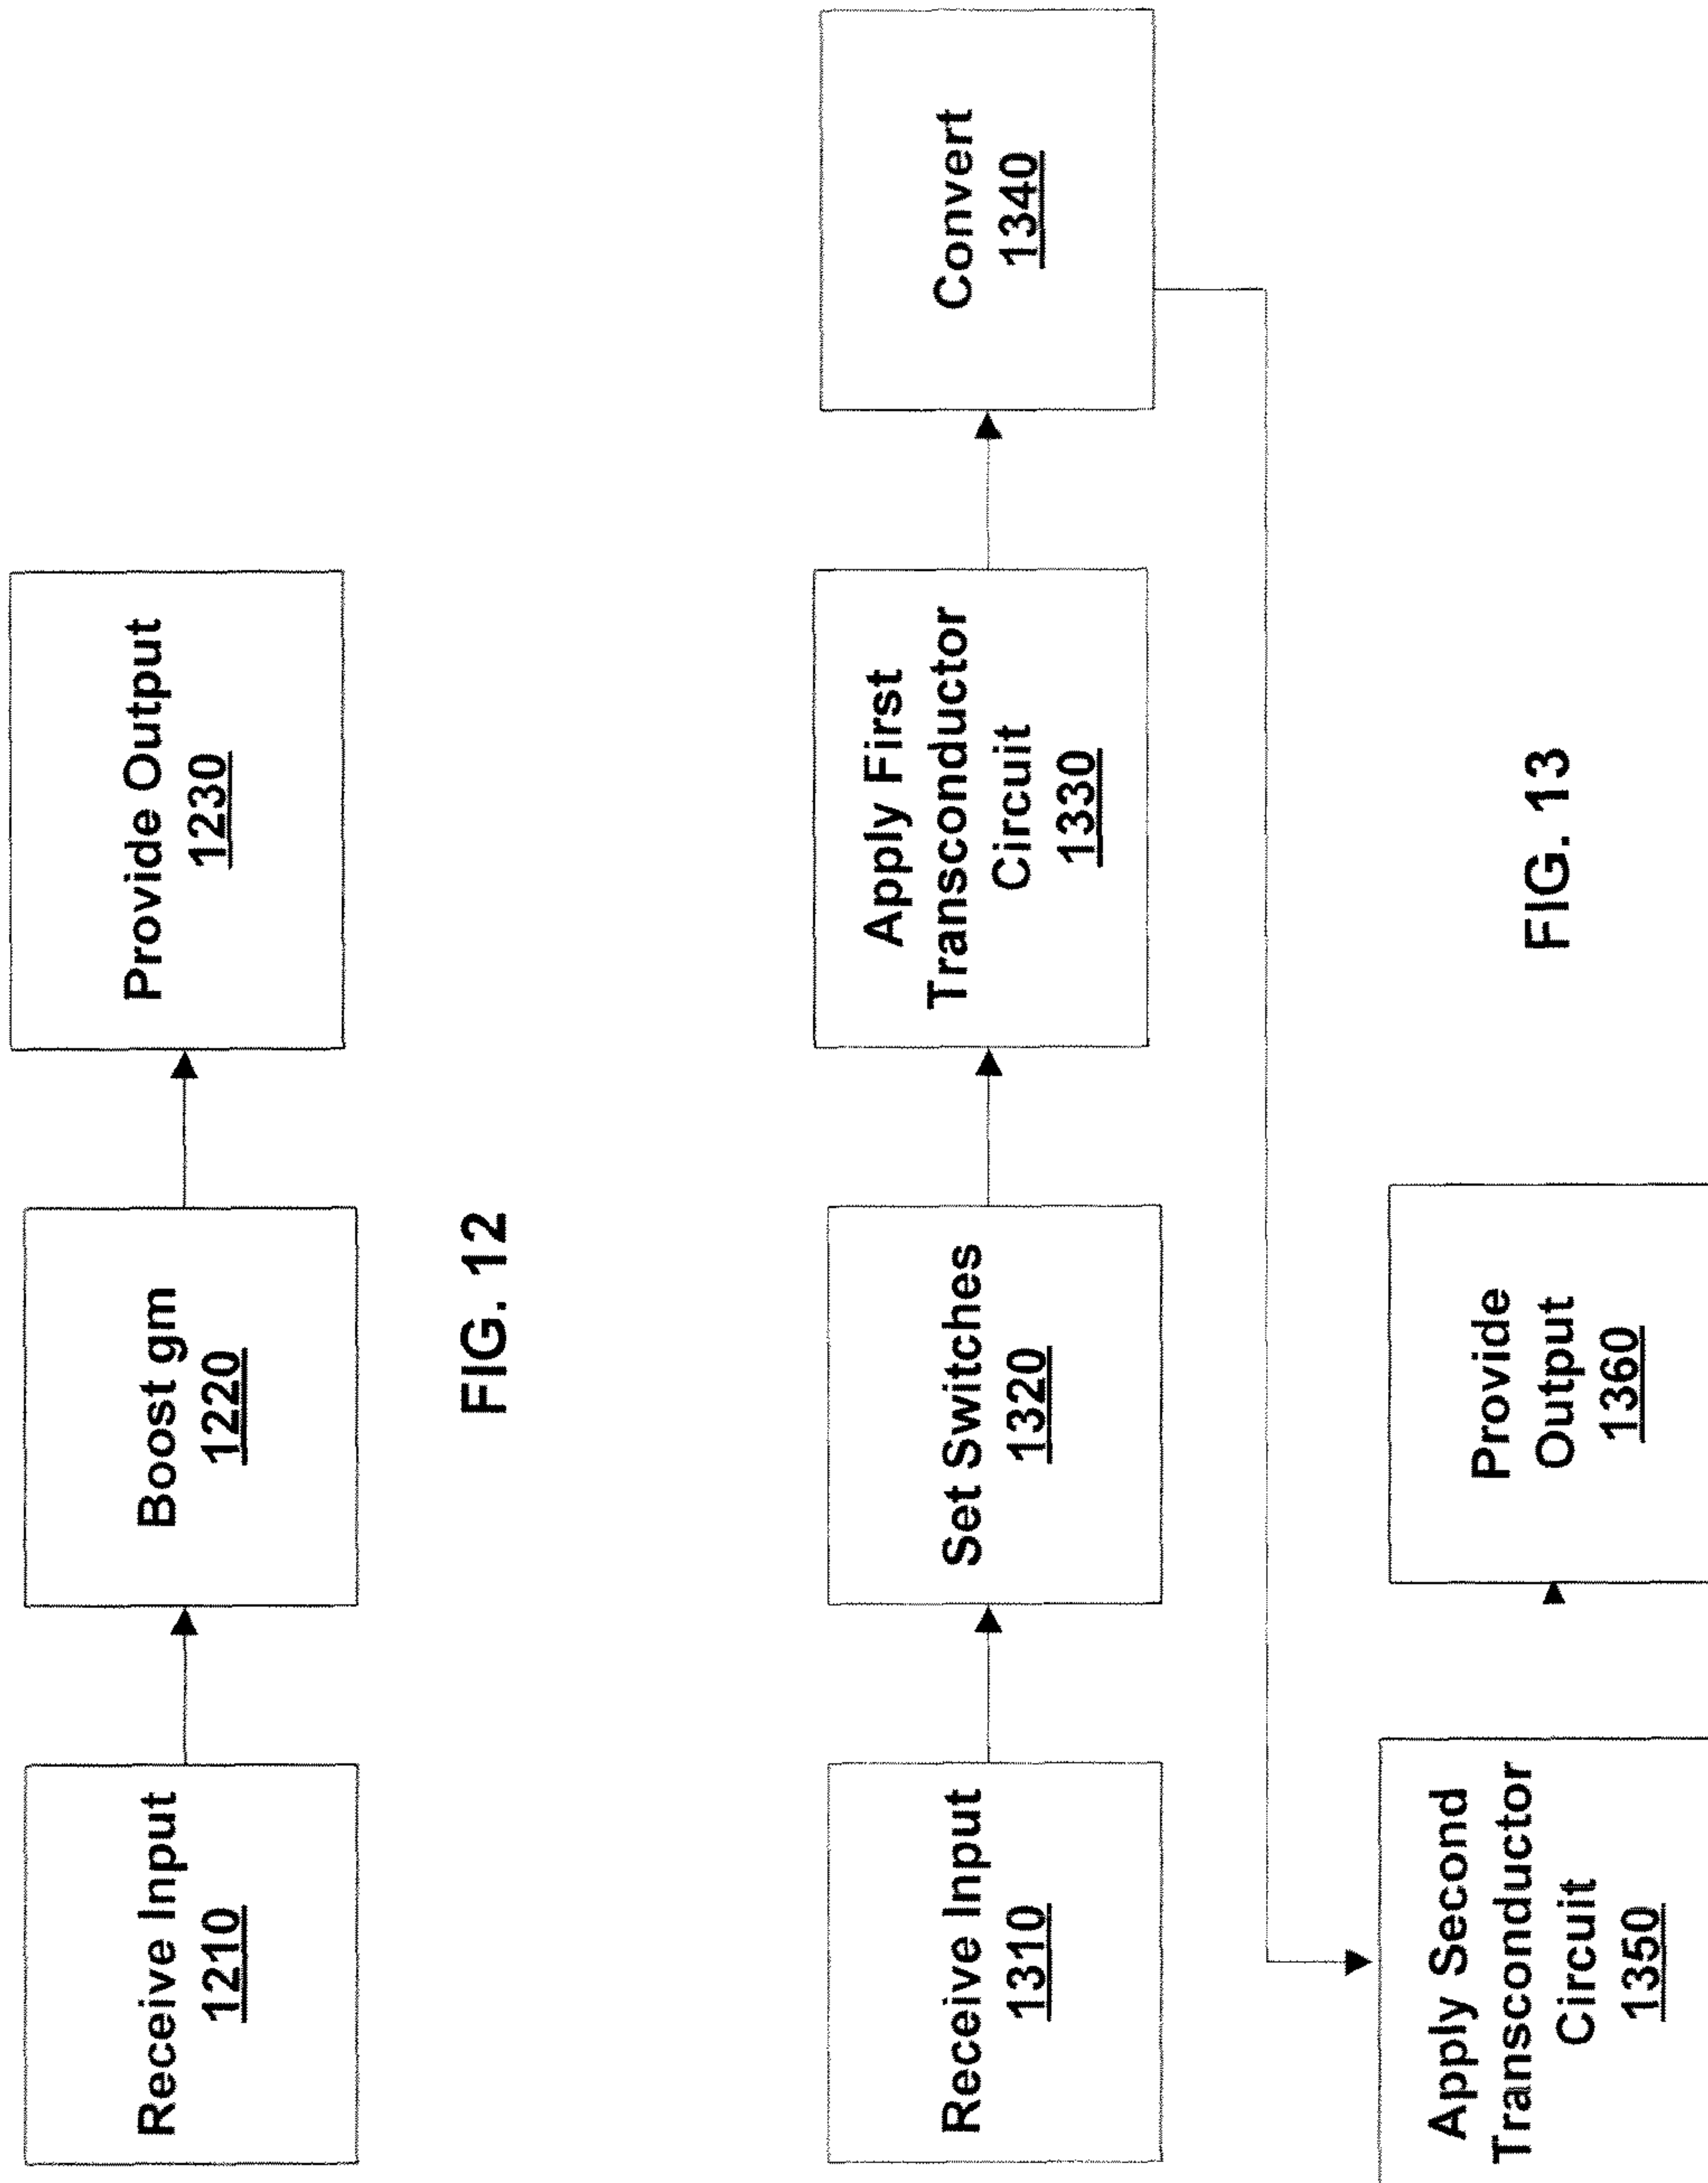 Receive Input
1210
Boost gm
1220
Provide Output
1230
FIG. 12
Receive Input
1310
Set Switches
1320
Apply First
Transconductor
Circuit
1330
Convert
1340
Apply Second
Transconductor
Circuit
1350
Provide
Output
1360
FIG. 13